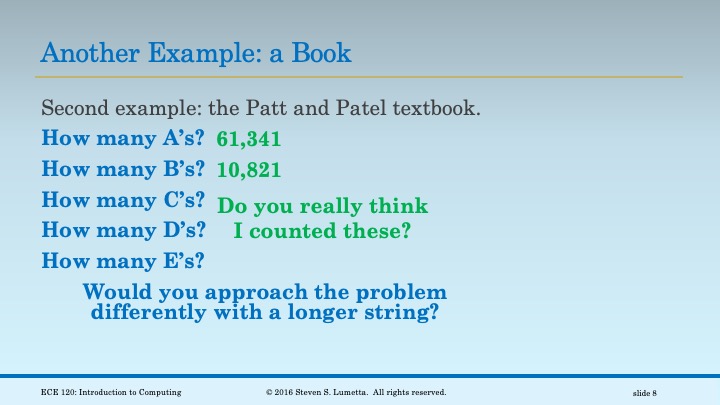 Another Example: a Book
Second example: the Patt and Patel textbook.
How many A’s? 61,341
How many B’s? 10,821
How many C’s?
How many D’s?
Do you really think
I counted these?
How many E’s?
Would you approach the problem
differently with a longer string?
ECE 120: Introduction to Computing © 2016 Steven S. Lumetta. All rights reserved. slide 8